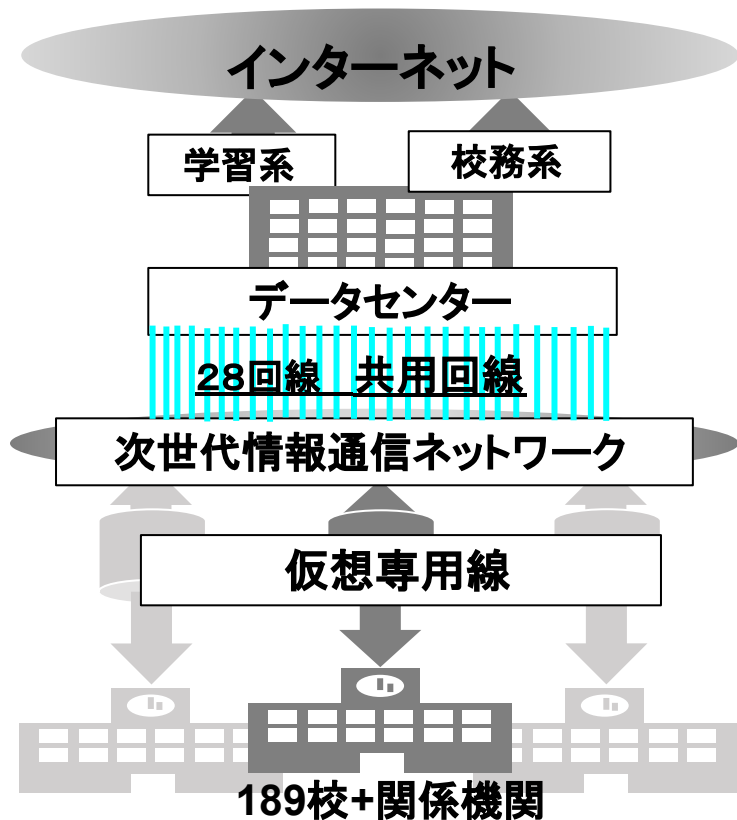 インターネット
学習系 校務系
データセンター
28回線 共用回線
次世代情報通信ネットワーク
仮想専用線
189校+関係機関